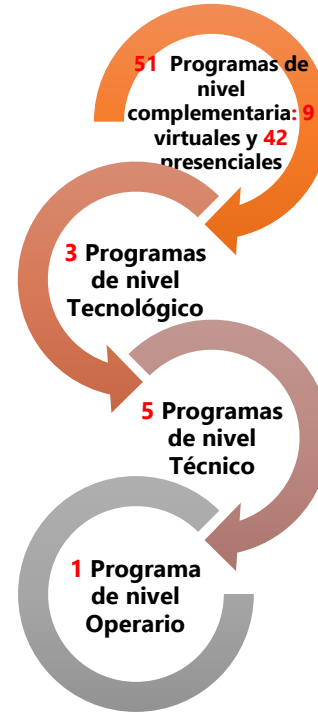 51 Programas de
nivel
complementaria: 9
virtuales y 42
presenciales
3 Programas
de nivel
Tecnológico
5 Programas
de nivel
Técnico
1 Programa
de nivel
Operario